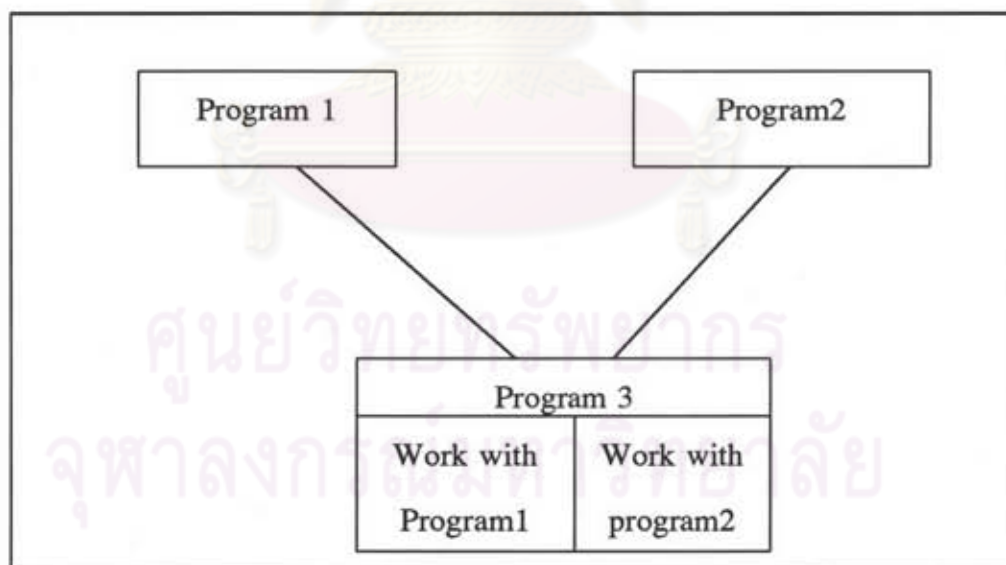 Program 1
Program2
ศูนย์วิทยทรัพยากร
จุฬาลงกรณ์มหาวิทยาลัย
Program 3
Work with
Program1
Work with
program2